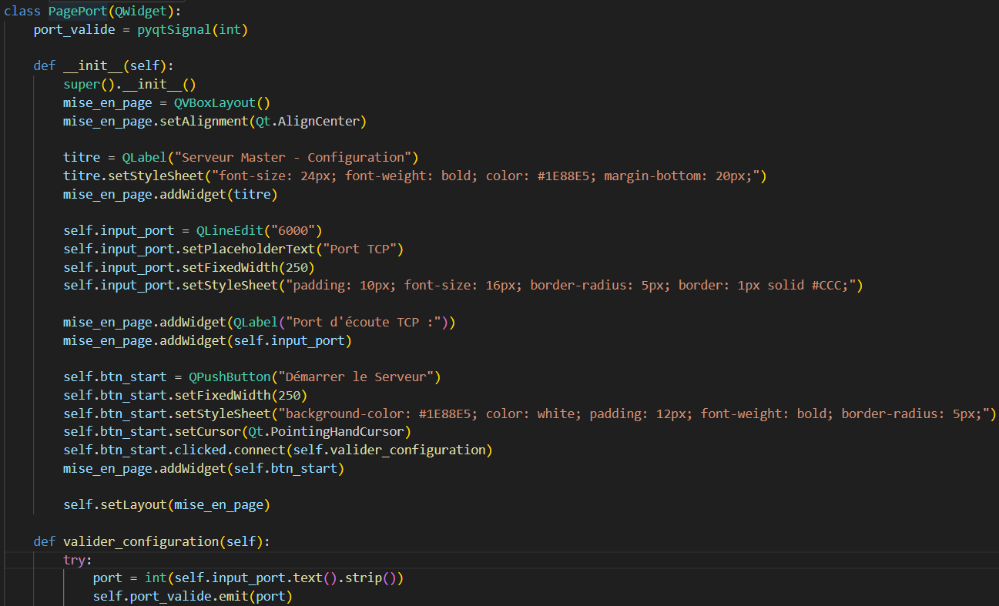 class PagePort(QWidget):
    port_valide = pyqtSignal(int)

    def __init__(self):
        super().__init__()
        mise_en_page = QVBoxLayout()
        mise_en_page.setAlignment(Qt.AlignCenter)

        titre = QLabel("Serveur Master - Configuration")
        titre.setStyleSheet("font-size: 24px; font-weight: bold; color: #1E88E5; margin-bottom: 20px;")
        mise_en_page.addWidget(titre)

        self.input_port = QLineEdit("6000")
        self.input_port.setPlaceholderText("Port TCP")
        self.input_port.setFixedWidth(250)
        self.input_port.setStyleSheet("padding: 10px; font-size: 16px; border-radius: 5px; border: 1px solid #CCC;")

        mise_en_page.addWidget(QLabel("Port d'écoute TCP :"))
        mise_en_page.addWidget(self.input_port)

        self.btn_start = QPushButton("Démarrer le Serveur")
        self.btn_start.setFixedWidth(250)
        self.btn_start.setStyleSheet("background-color: #1E88E5; color: white; padding: 12px; font-weight: bold; border-radius: 5px;")
        self.btn_start.setCursor(Qt.PointingHandCursor)
        self.btn_start.clicked.connect(self.valider_configuration)
        mise_en_page.addWidget(self.btn_start)

        self.setLayout(mise_en_page)

    def valider_configuration(self):
        try:
            port = int(self.input_port.text().strip())
            self.port_valide.emit(port)